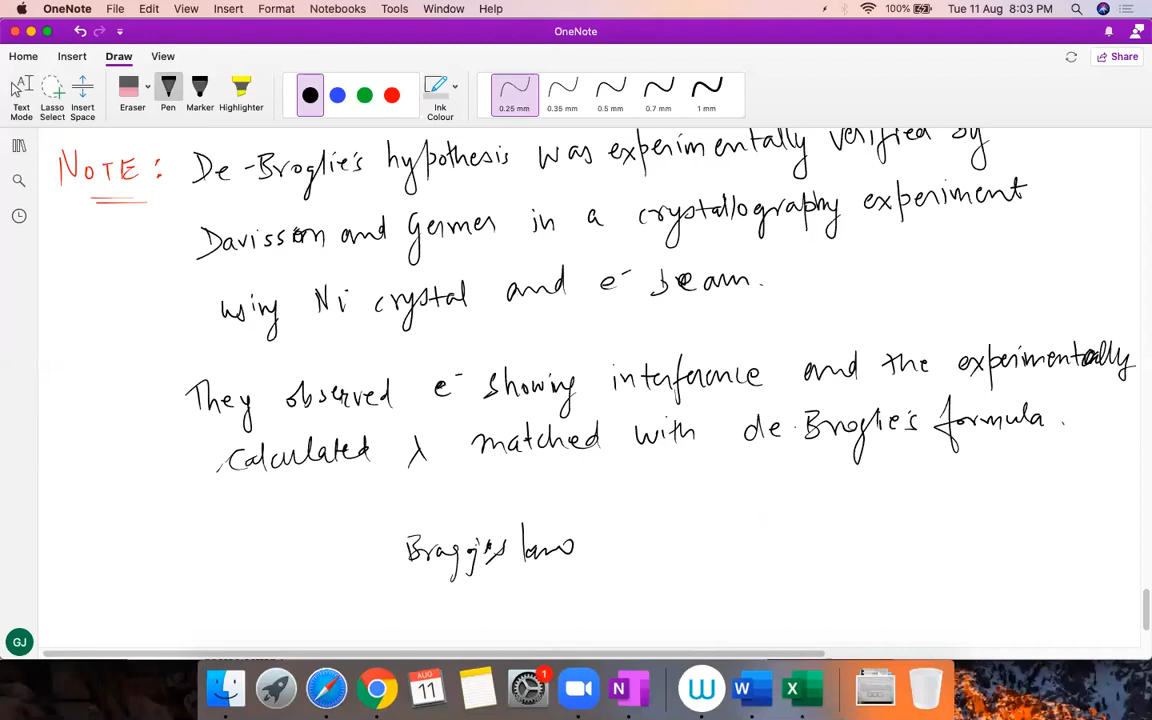 OneNote File Edit View Insert Format Notebooks Tools Window Help 100% Tue 11 Aug 8:03 PM
OneNote
Home Insert Draw View Share
Text Mode Lasso Select Insert Space Eraser Pen Marker Highlighter Ink Colour 0.25 mm 0.35 mm 0.5 mm 0.7 mm 1 mm
NOTE: De-Broglie's hypothesis was experimentally verified by
Davisson and Germer in a crystallography experiment
using Ni crystal and e⁻ beam.
They observed e⁻ showing interference and the experimentally
calculated λ matched with de-Broglie's formula.
law
GJ
AUG 11 1 N W X